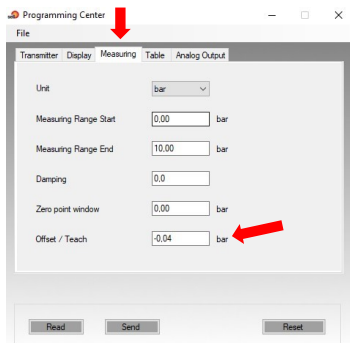 Programming Center
File
Transmitter Display Measuring Table Analog Output
Unit bar
Measuring Range Start 0,00 bar
Measuring Range End 10,00 bar
Damping 0,0
Zero point window 0,00 bar
Offset / Teach -0,04 bar
Read Send Reset